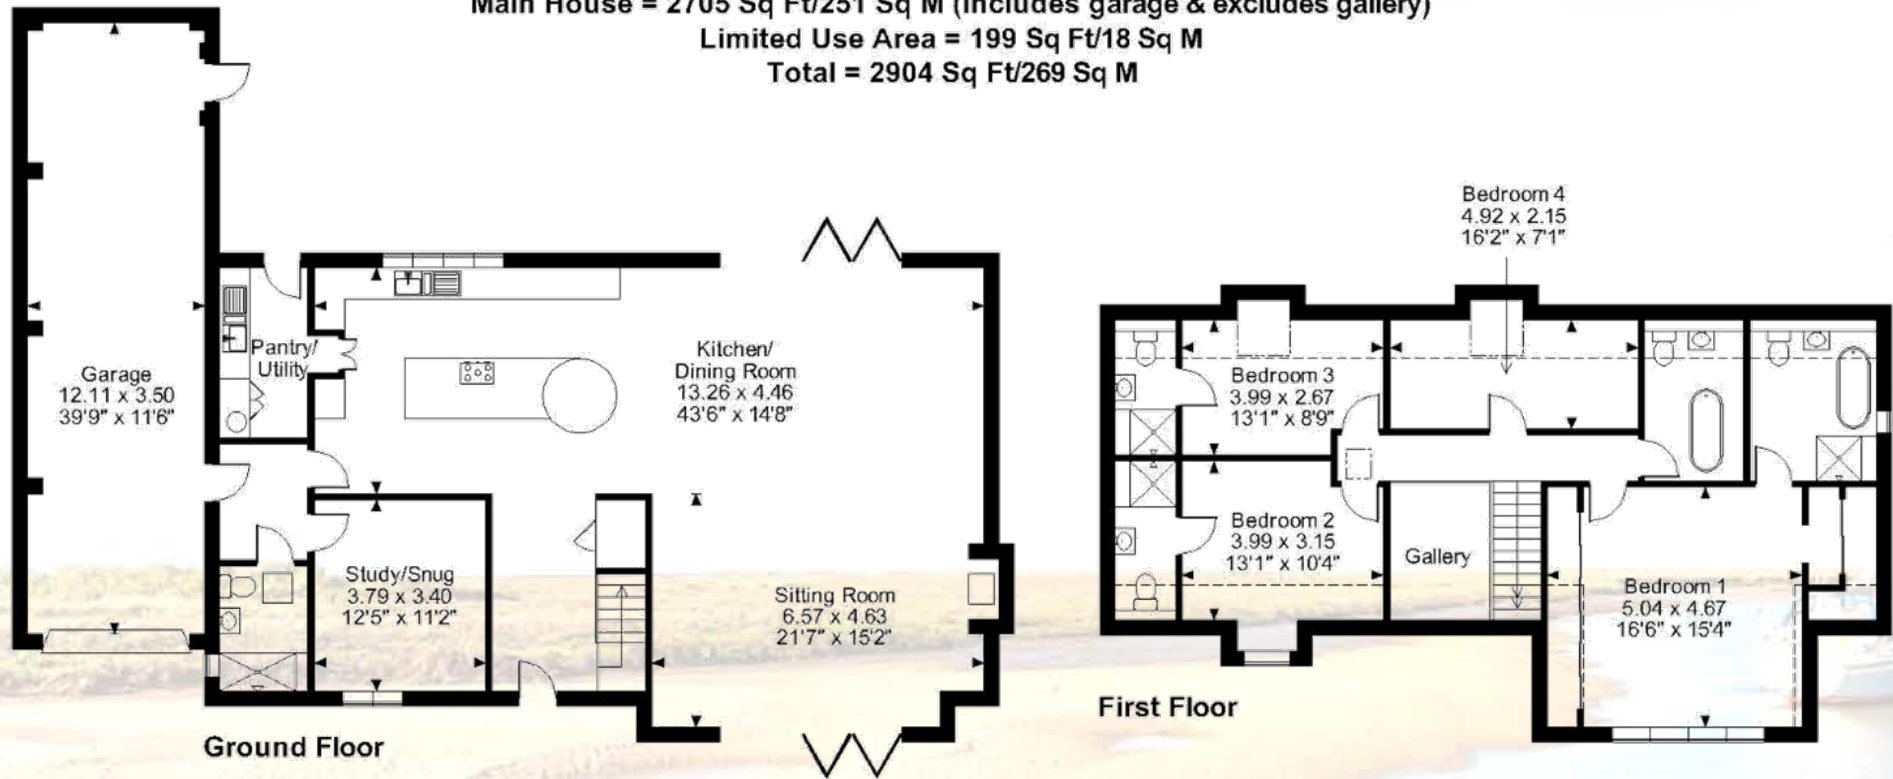 Main House = 2705 Sq Ft/251 Sq M (includes garage & excludes gallery)
Limited Use Area = 199 Sq Ft/18 Sq M
Total = 2904 Sq Ft/269 Sq M
Garage
12.11 x 3.50
39'9" x 11'6"
Pantry/
Utility
Kitchen/
Dining Room
13.26 x 4.46
43'6" x 14'8"
Study/Snug
3.79 x 3.40
12'5" x 11'2"
Sitting Room
6.57 x 4.63
21'7" x 15'2"
Ground Floor
Bedroom 4
4.92 x 2.15
16'2" x 7'1"
Bedroom 3
3.99 x 2.67
13'1" x 8'9"
Bedroom 2
3.99 x 3.15
13'1" x 10'4"
Gallery
Bedroom 1
5.04 x 4.67
16'6" x 15'4"
First Floor